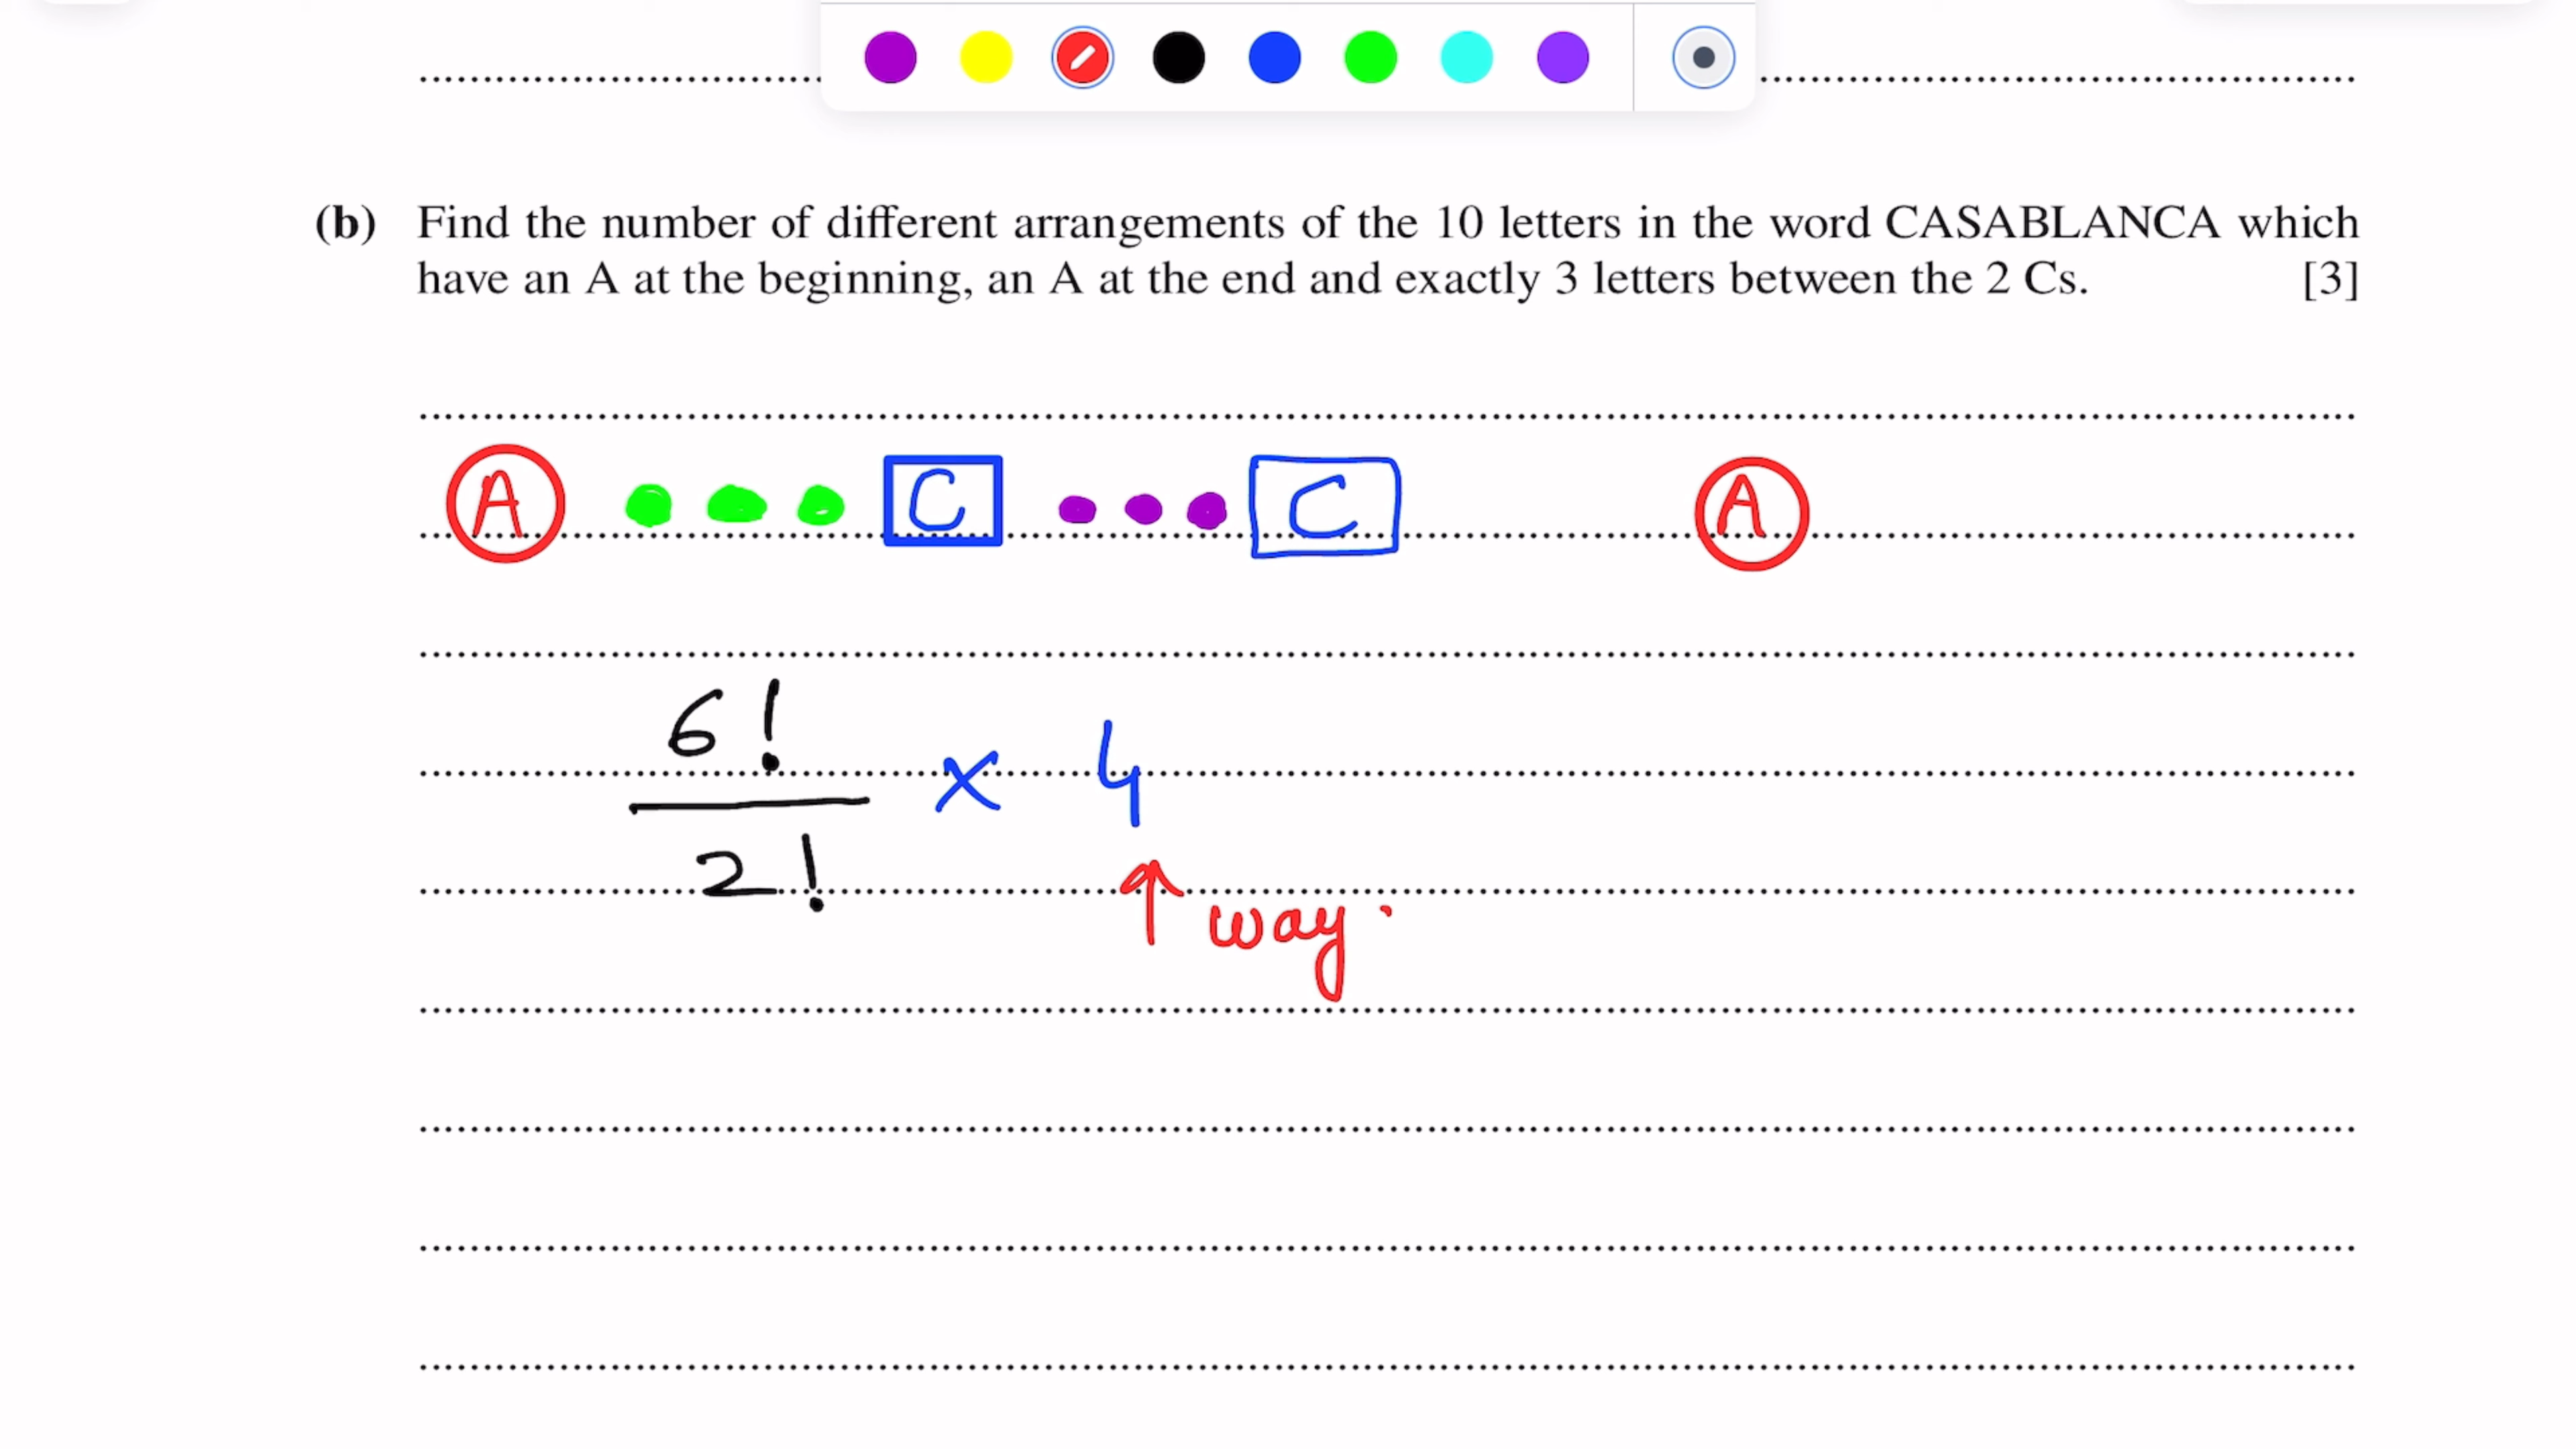 (b) Find the number of different arrangements of the 10 letters in the word CASABLANCA which
have an A at the beginning, an A at the end and exactly 3 letters between the 2 Cs. [3]
A C C A
6!
× 4
2!
way